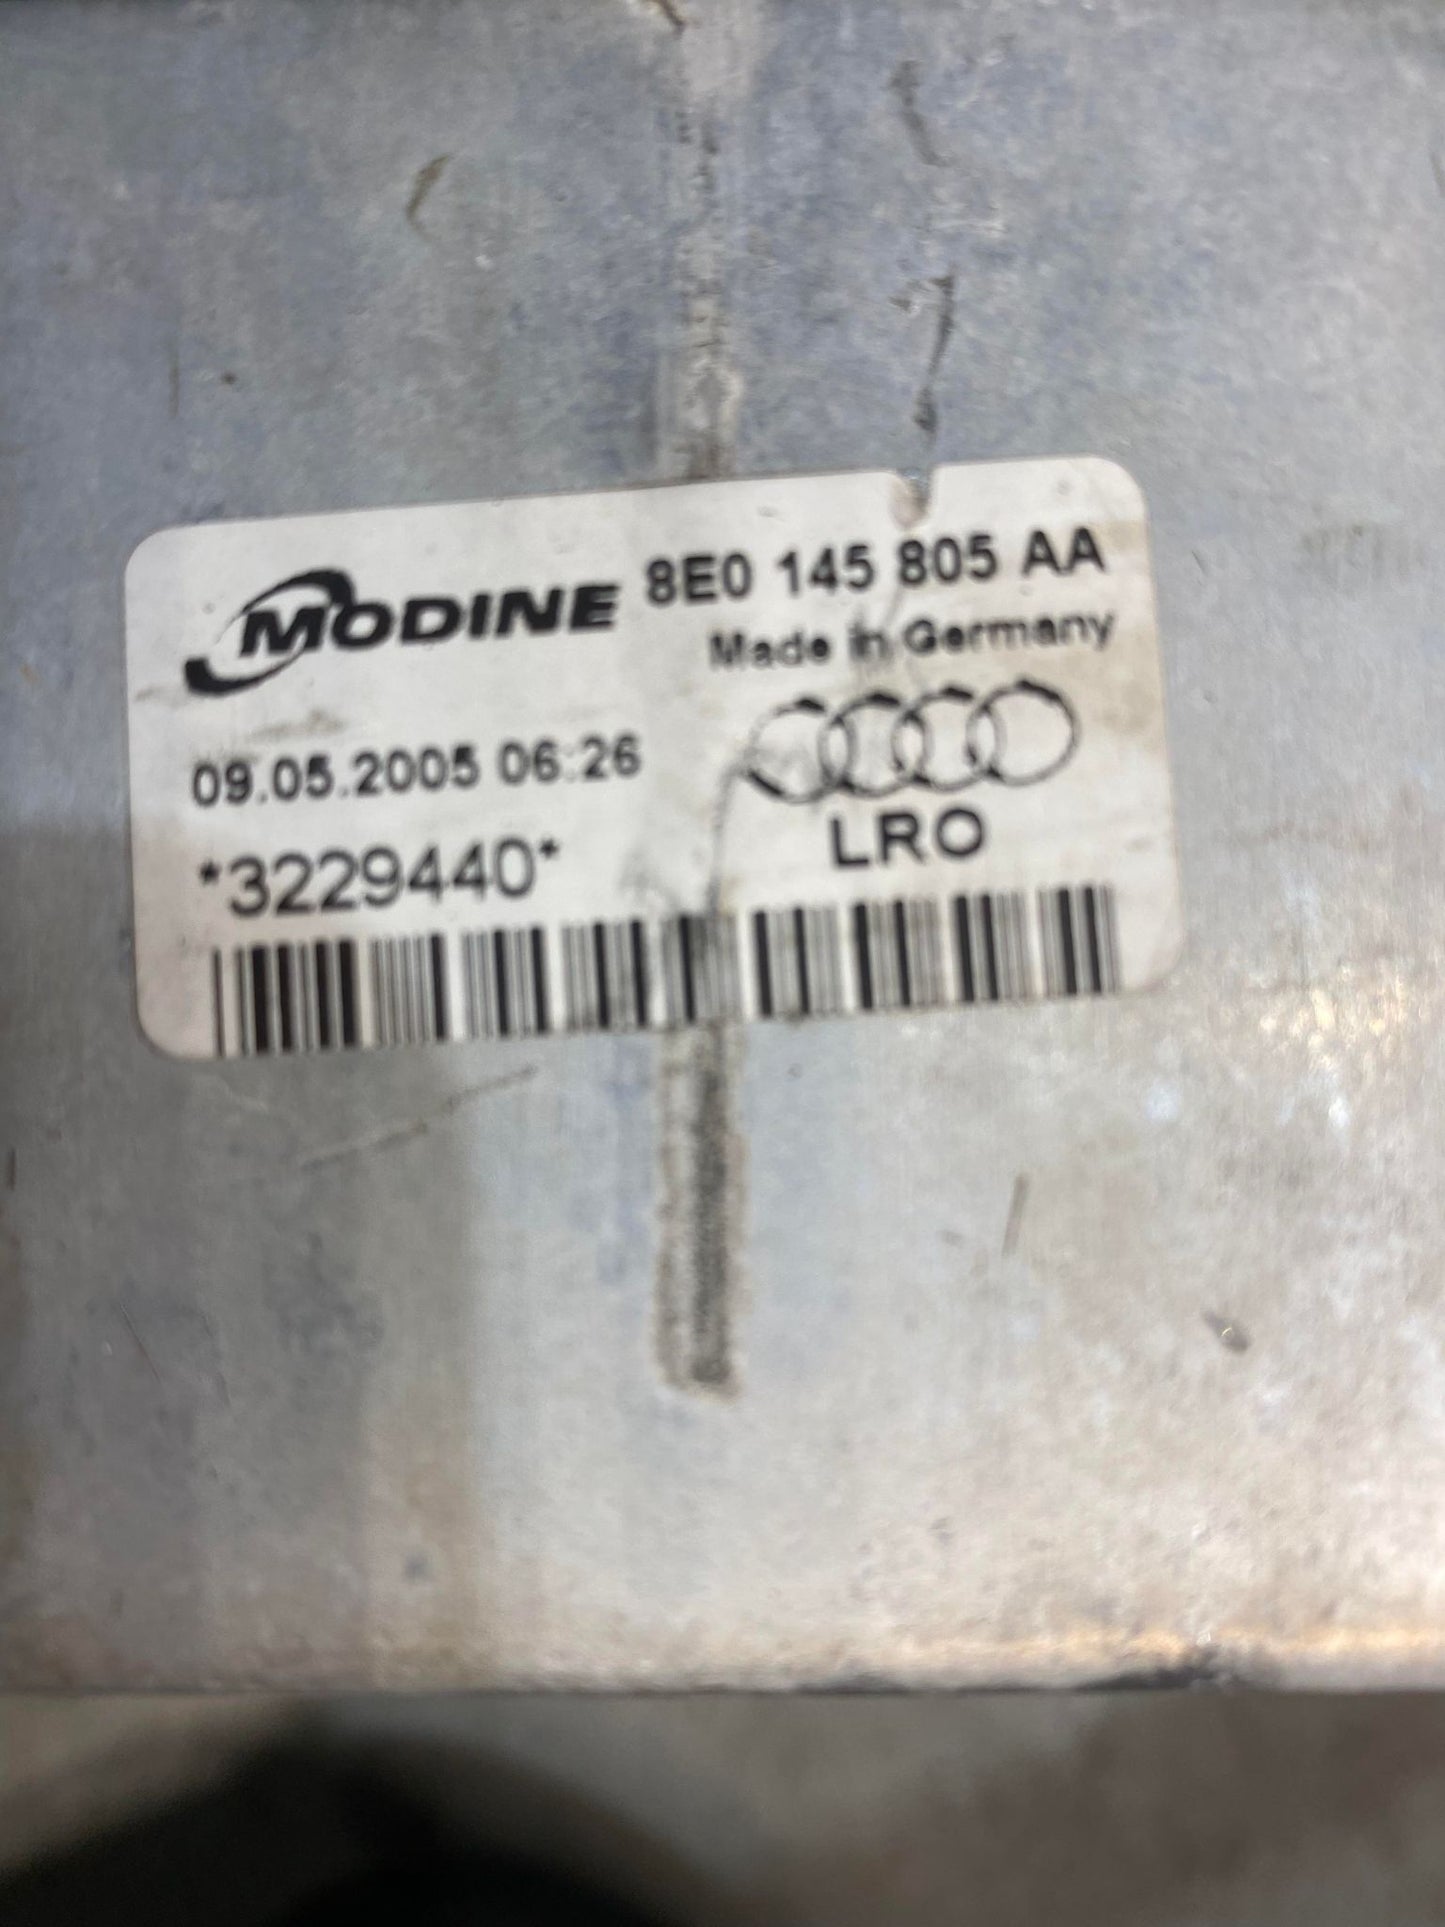 MODINE 8E0 145 805 AA
Made in Germany
09.05.2005 06:26
LRO
*3229440*